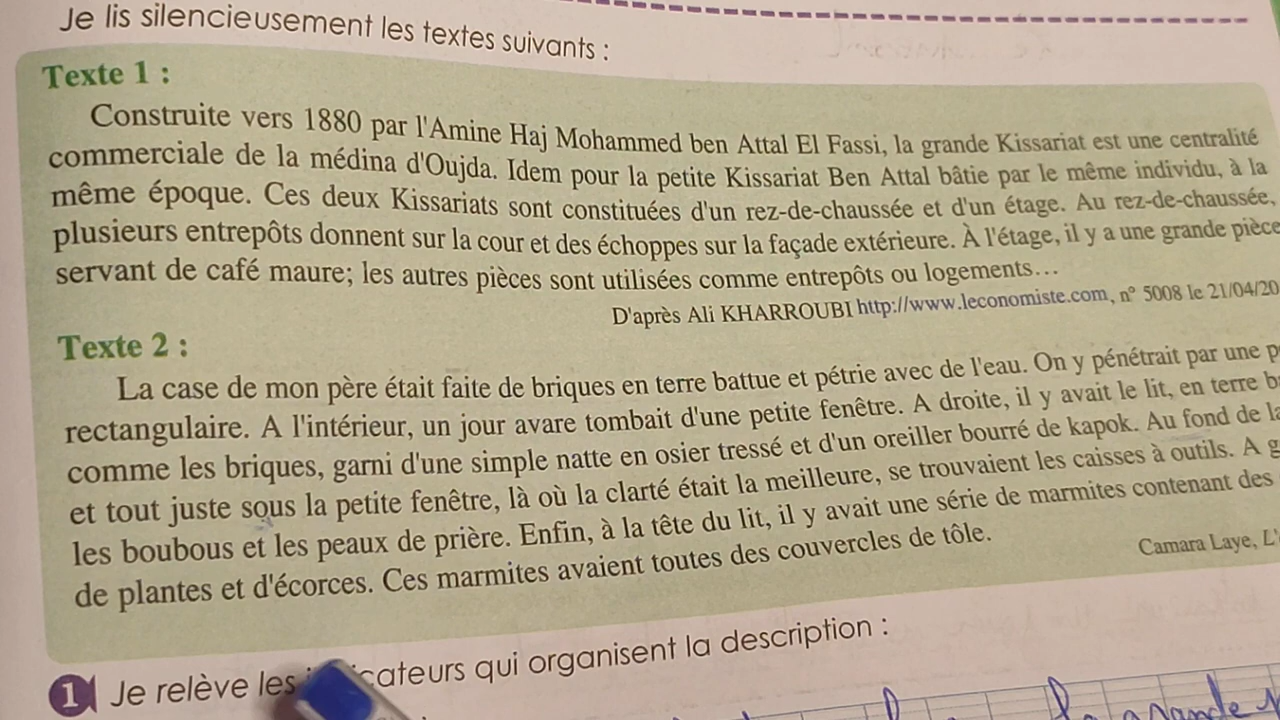 Je lis silencieusement les textes suivants :
Texte 1 :
Construite vers 1880 par l'Amine Haj Mohammed ben Attal El Fassi, la grande Kissariat est une centralité
commerciale de la médina d'Oujda. Idem pour la petite Kissariat Ben Attal bâtie par le même individu, à la
même époque. Ces deux Kissariats sont constituées d'un rez-de-chaussée et d'un étage. Au rez-de-chaussée,
plusieurs entrepôts donnent sur la cour et des échoppes sur la façade extérieure. À l'étage, il y a une grande pièce
servant de café maure; les autres pièces sont utilisées comme entrepôts ou logements…
D'après Ali KHARROUBI http://www.leconomiste.com, n° 5008 le 21/04/20
Texte 2 :
La case de mon père était faite de briques en terre battue et pétrie avec de l'eau. On y pénétrait par une
rectangulaire. A l'intérieur, un jour avare tombait d'une petite fenêtre. A droite, il y avait le lit, en terre
comme les briques, garni d'une simple natte en osier tressé et d'un oreiller bourré de kapok. Au fond de la
et tout juste sous la petite fenêtre, là où la clarté était la meilleure, se trouvaient les caisses à outils. A
les boubous et les peaux de prière. Enfin, à la tête du lit, il y avait une série de marmites contenant des
de plantes et d'écorces. Ces marmites avaient toutes des couvercles de tôle.
Camara Laye, L'
1 Je relève les qui organisent la description :
la grande